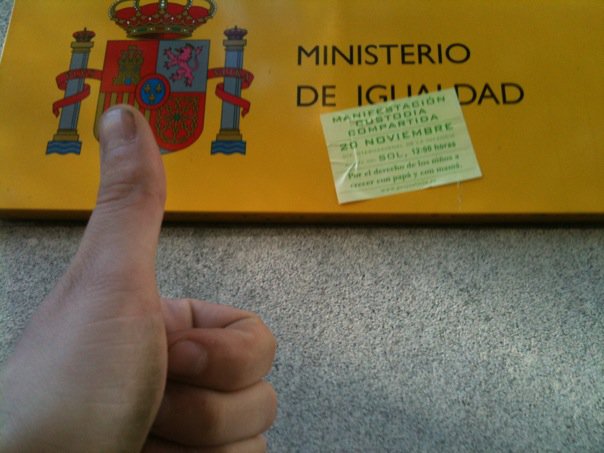 MINISTERIO
DE IGUALDAD
MANIFESTACIÓN
CUSTODIA
COMPARTIDA
20 NOVIEMBRE
SOL, 12:00 horas
Por el derecho de los niños a
crecer con papá y con mamá.